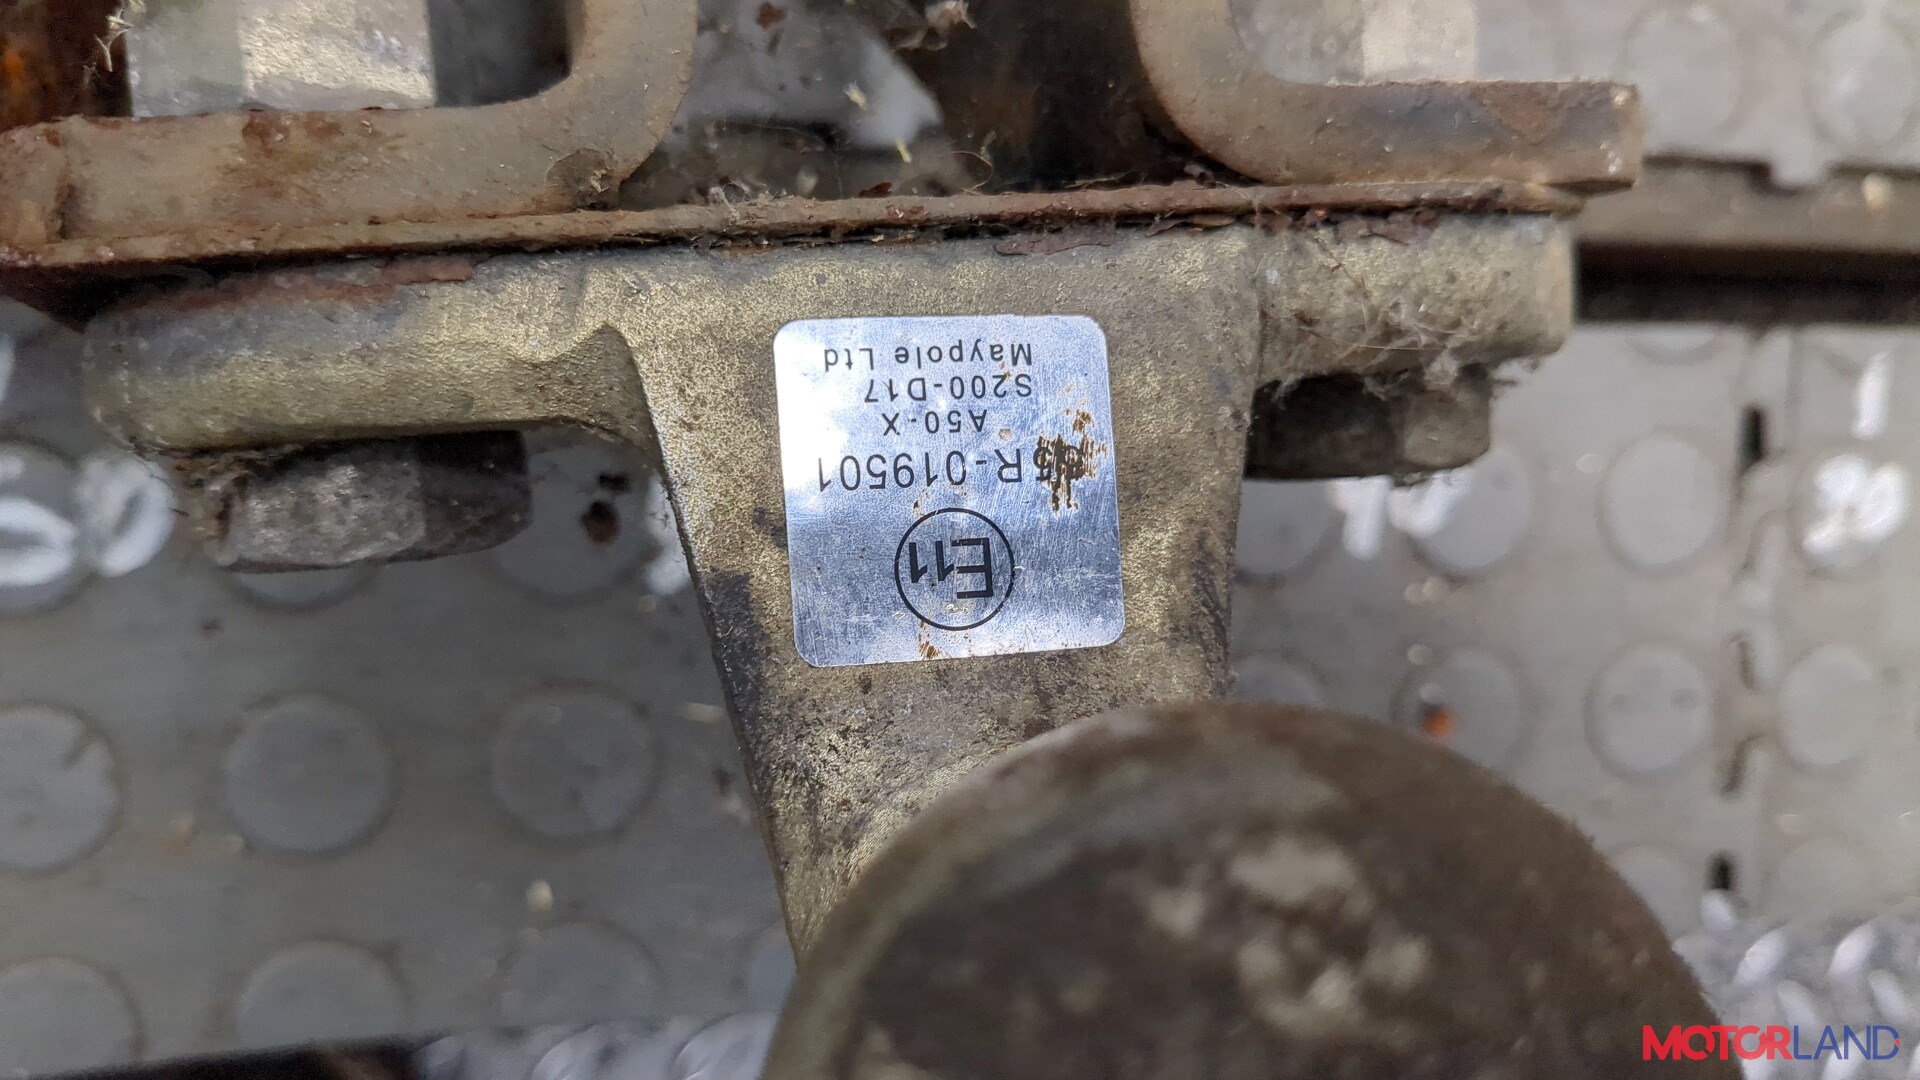 E11
R-019501
A50-X
S200-D17
Maypole Ltd
MOTORLAND